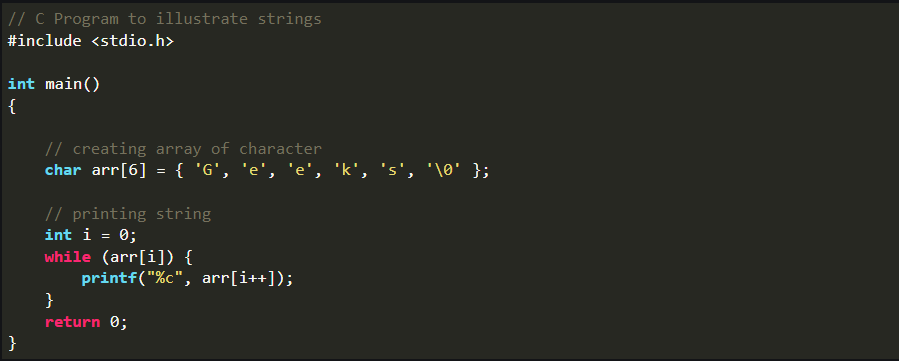 // C Program to illustrate strings
#include <stdio.h>
int main()
{
// creating array of character
char arr[6] = { 'G', 'e', 'e', 'k', 's', '\0' };
// printing string
int i = 0;
while (arr[i]) {
printf("%c", arr[i++]);
}
return 0;
}